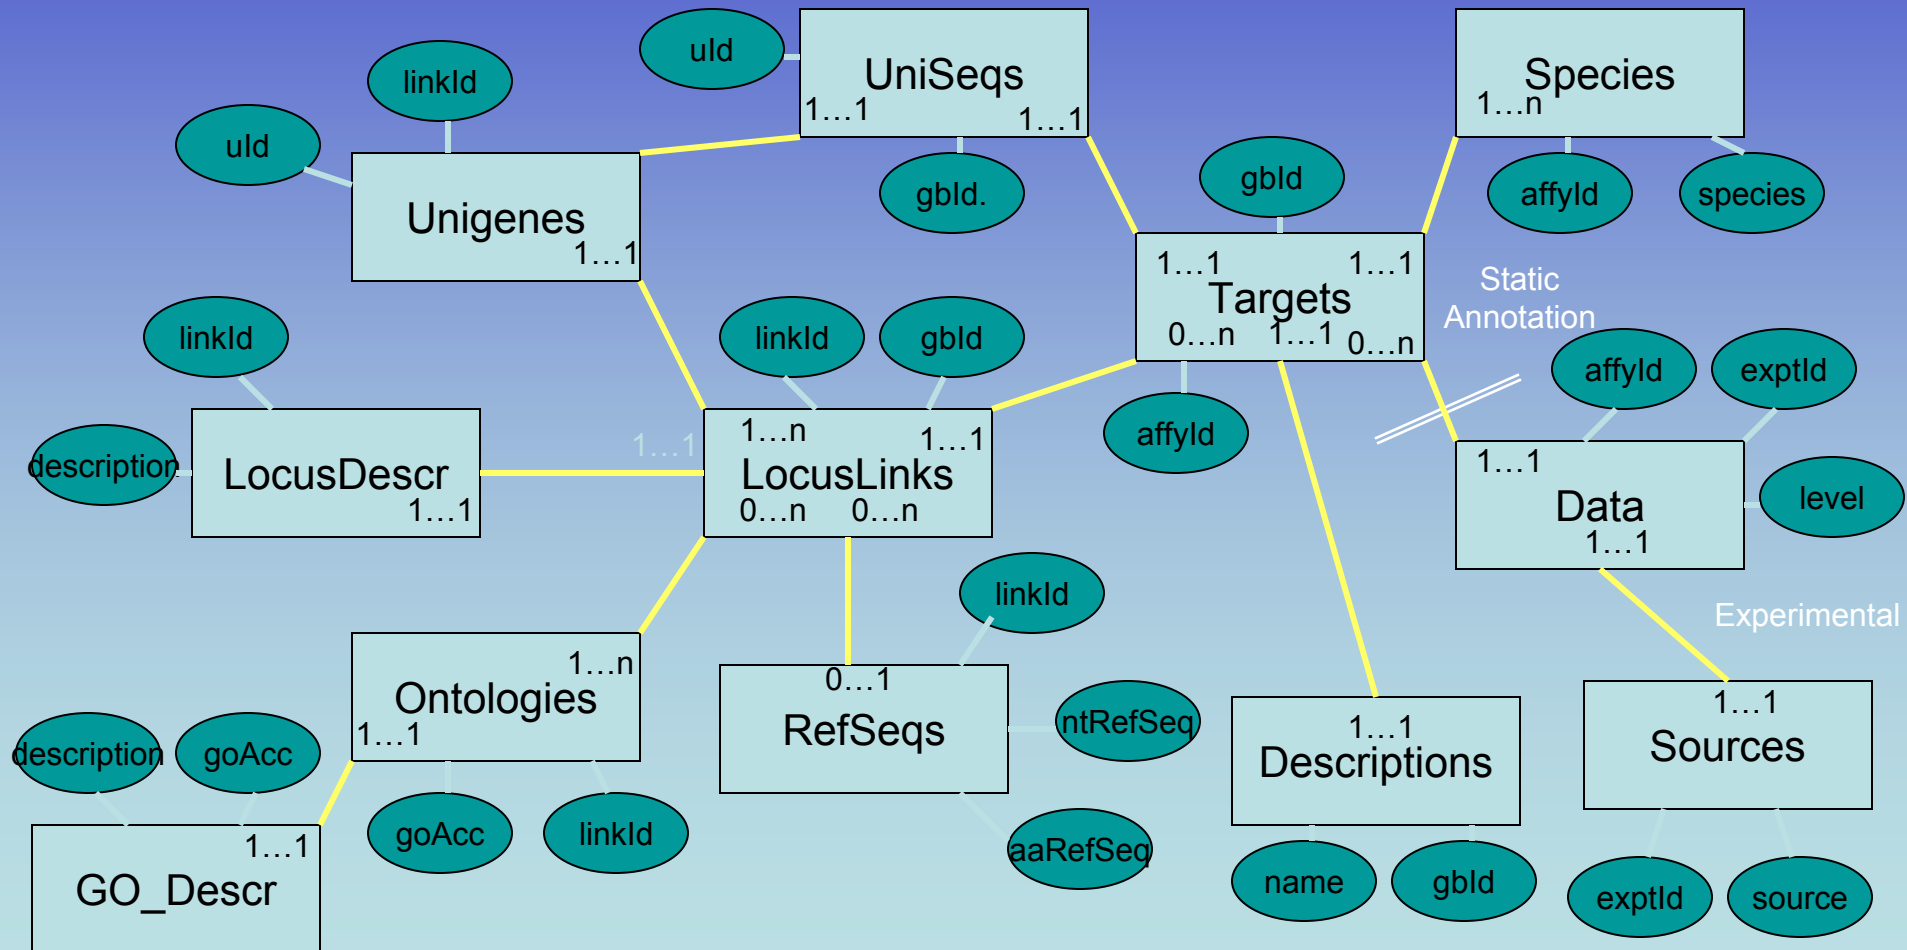 uId
UniSeqs
1…1
1…1
gbId.
linkId
uId
Unigenes
1…1
Species
1…n
affyId
species
gbId
1…1
1…1
Targets
0…n
1…1
0…n
affyId
Static
Annotation
linkId
description
LocusDescr
1…1
1…1
linkId
gbId
1…n
1…1
LocusLinks
0…n
0…n
affyId
exptId
1…1
Data
1…1
level
Experimental
1…n
Ontologies
1…1
goAcc
linkId
description
goAcc
1…1
GO_Descr
linkId
0…1
RefSeqs
ntRefSeq
aaRefSeq
1…1
Descriptions
name
gbId
1…1
Sources
exptId
source